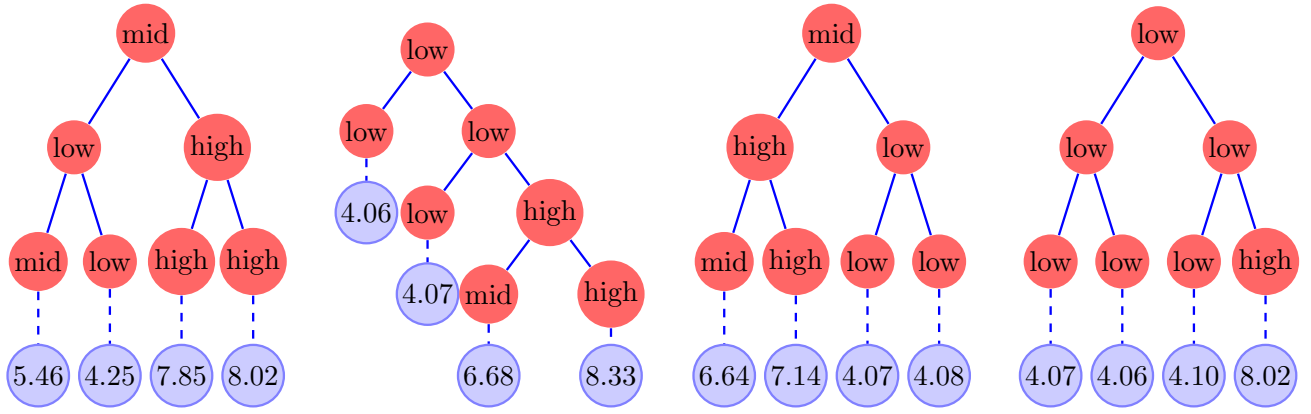 mid
low high
mid low high high
5.46 4.25 7.85 8.02
low
low low
4.06 low high
4.07 mid high
6.68 8.33
mid
high low
mid high low low
6.64 7.14 4.07 4.08
low
low low
low low low high
4.07 4.06 4.10 8.02